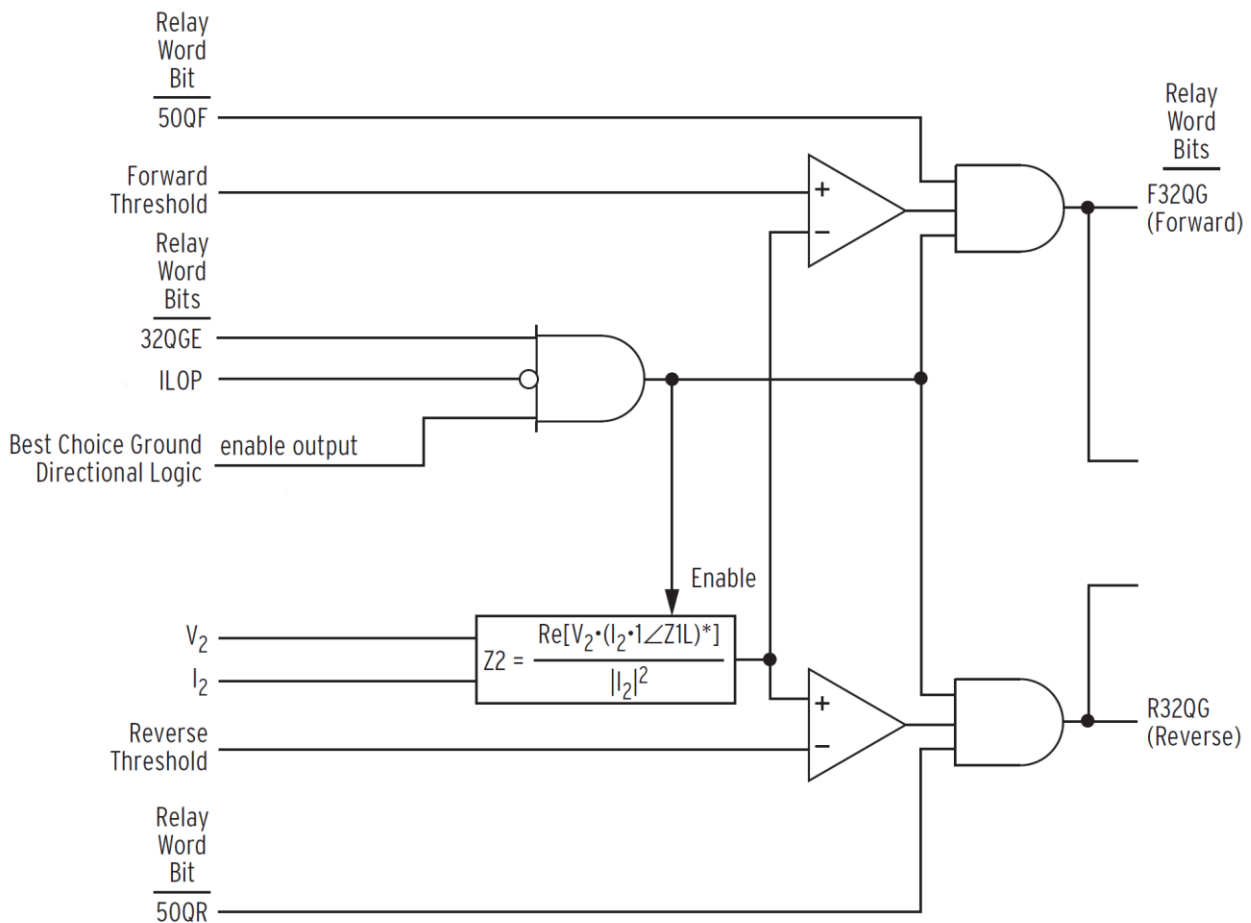 Relay
Word
Bit
50QF
Forward
Threshold
Relay
Word
Bits
32QGE
ILOP
Best Choice Ground
Directional Logic
enable output
Enable
V₂
I₂
Z2 = Re[V₂•(I₂•1∠Z1L)*]
|I₂|²
Reverse
Threshold
Relay
Word
Bit
50QR
+
−
+
−
Relay
Word
Bits
F32QG
(Forward)
R32QG
(Reverse)